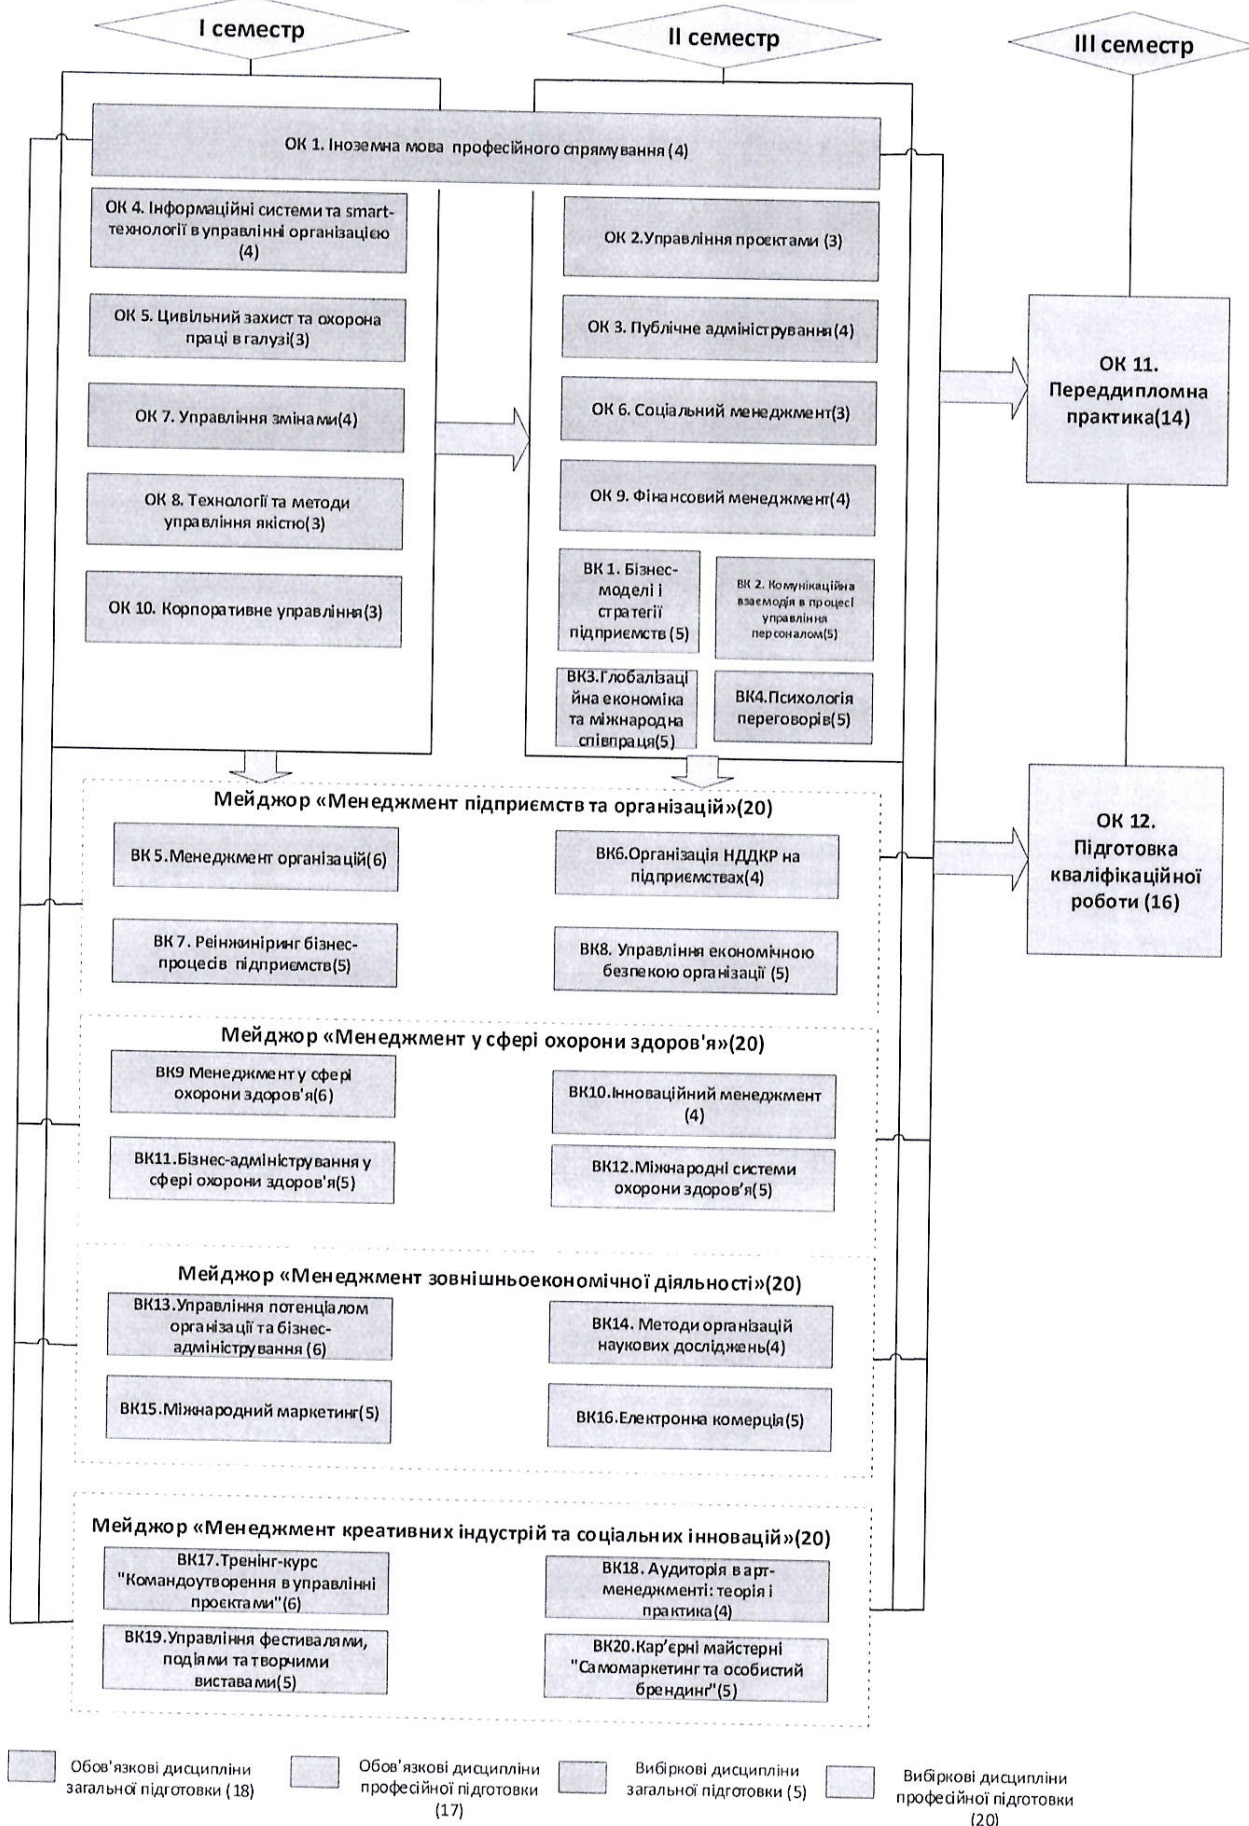 І семестр
ІІ семестр
ІІІ семестр
ОК 1. Іноземна мова професійного спрямування (4)
ОК 4. Інформаційні системи та smart-
технології в управлінні організацією
(4)
ОК 5. Цивільний захист та охорона
праці в галузі(3)
ОК 7. Управління змінами(4)
ОК 8. Технології та методи
управління якістю(3)
ОК 10. Корпоративне управління(3)
ОК 2.Управління проєктами (3)
ОК 3. Публічне адміністрування(4)
ОК 6. Соціальний менеджмент(3)
ОК 9. Фінансовий менеджмент(4)
ВК 1. Бізнес-
моделі і
стратегії
підприємств (5)
ВК 2. Комунікаційна
взаємодія в процесі
управління
персоналом(5)
ВК3.Глобалізаці
йна економіка
та міжнародна
співпраця(5)
ВК4.Психологія
переговорів(5)
ОК 11.
Переддипломна
практика(14)
ОК 12.
Підготовка
кваліфікаційної
роботи (16)
Мейджор «Менеджмент підприємств та організацій»(20)
ВК 5.Менеджмент організацій(6)
ВК6.Організація НДДКР на
підприємствах(4)
ВК 7. Реінжиніринг бізнес-
процесів підприємств(5)
ВК8. Управління економічною
безпекою організації (5)
Мейджор «Менеджмент у сфері охорони здоров'я»(20)
ВК9 Менеджмент у сфері
охорони здоров'я(6)
ВК10.Інноваційний менеджмент
(4)
ВК11.Бізнес-адміністрування у
сфері охорони здоров'я(5)
ВК12.Міжнародні системи
охорони здоров’я(5)
Мейджор «Менеджмент зовнішньоекономічної діяльності»(20)
ВК13.Управління потенціалом
організації та бізнес-
адміністрування (6)
ВК14. Методи організацій
наукових досліджень(4)
ВК15.Міжнародний маркетинг(5)
ВК16.Електронна комерція(5)
Мейджор «Менеджмент креативних індустрій та соціальних інновацій»(20)
ВК17.Тренінг-курс
"Командоутворення в управлінні
проєктами"(6)
ВК18. Аудиторія в арт-
менеджменті: теорія і
практика(4)
ВК19.Управління фестивалями,
подіями та творчими
виставами(5)
ВК20.Кар’єрні майстерні
"Самомаркетинг та особистий
брендинг"(5)
Обов'язкові дисципліни
загальної підготовки (18)
Обов'язкові дисципліни
професійної підготовки
(17)
Вибіркові дисципліни
загальної підготовки (5)
Вибіркові дисципліни
професійної підготовки
(20)